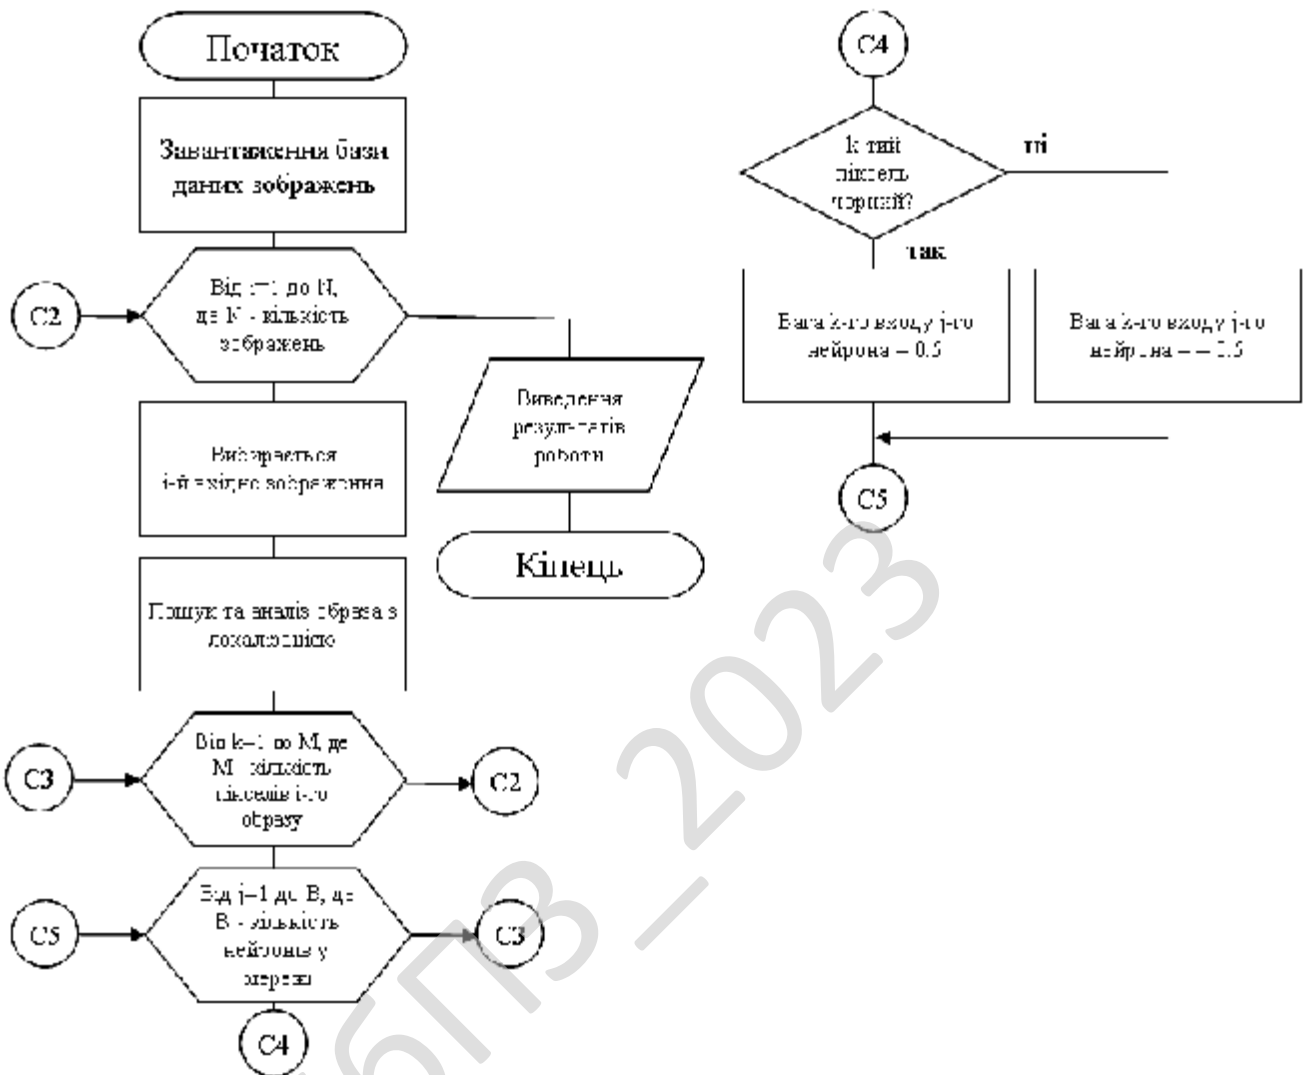 Початок
Завантаження бази
даних зображень
C2
Від i=1 до N,
де N - кількість
зображень
Вибирається
і-й вхідне зображення
Пошук та аналіз образа з
локалізацією
Виведення
результатів
роботи
Кінець
C3
Від k=1 до M, де
M - кількість
пікселів і-го
образу
C2
C5
Від j=1 до B, де
B - кількість
нейронів у
мережі
C3
C4
C4
k-тий
піксель
чорний?
ні
так
Вага k-го входу j-го
нейрона = 0.5
Вага k-го входу j-го
нейрона = – 0.5
C5
бПЗ_2023